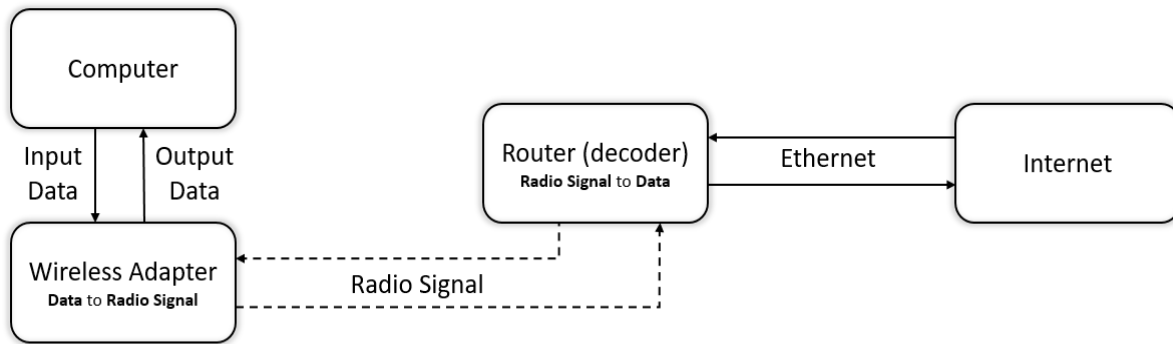 Computer
Input
Data
Output
Data
Wireless Adapter
Data to Radio Signal
Radio Signal
Router (decoder)
Radio Signal to Data
Ethernet
Internet